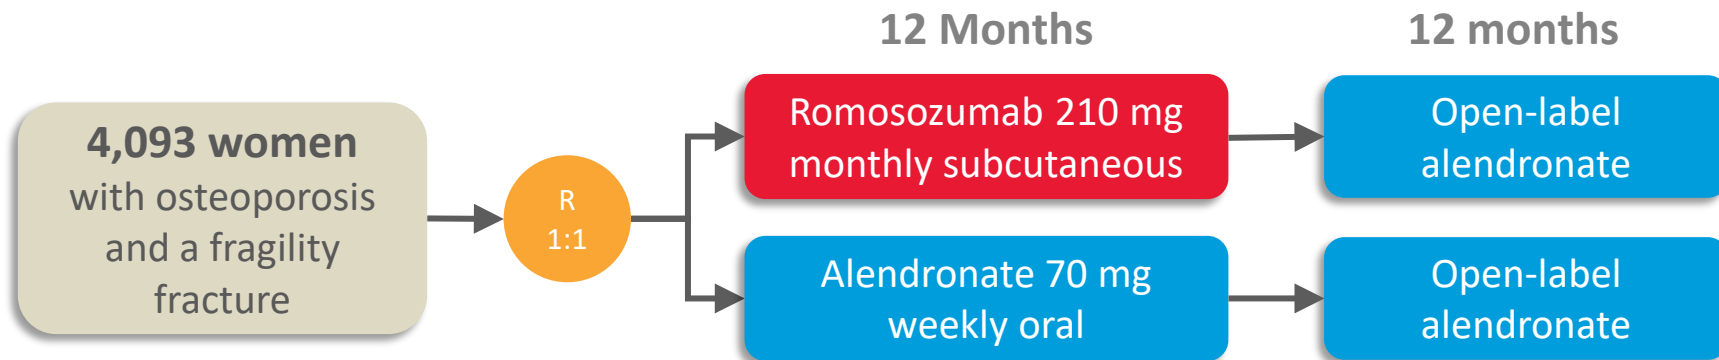 12 Months
12 months
4,093 women
with osteoporosis
and a fragility
fracture
R
1:1
Romosozumab 210 mg
monthly subcutaneous
Open-label
alendronate
Alendronate 70 mg
weekly oral
Open-label
alendronate